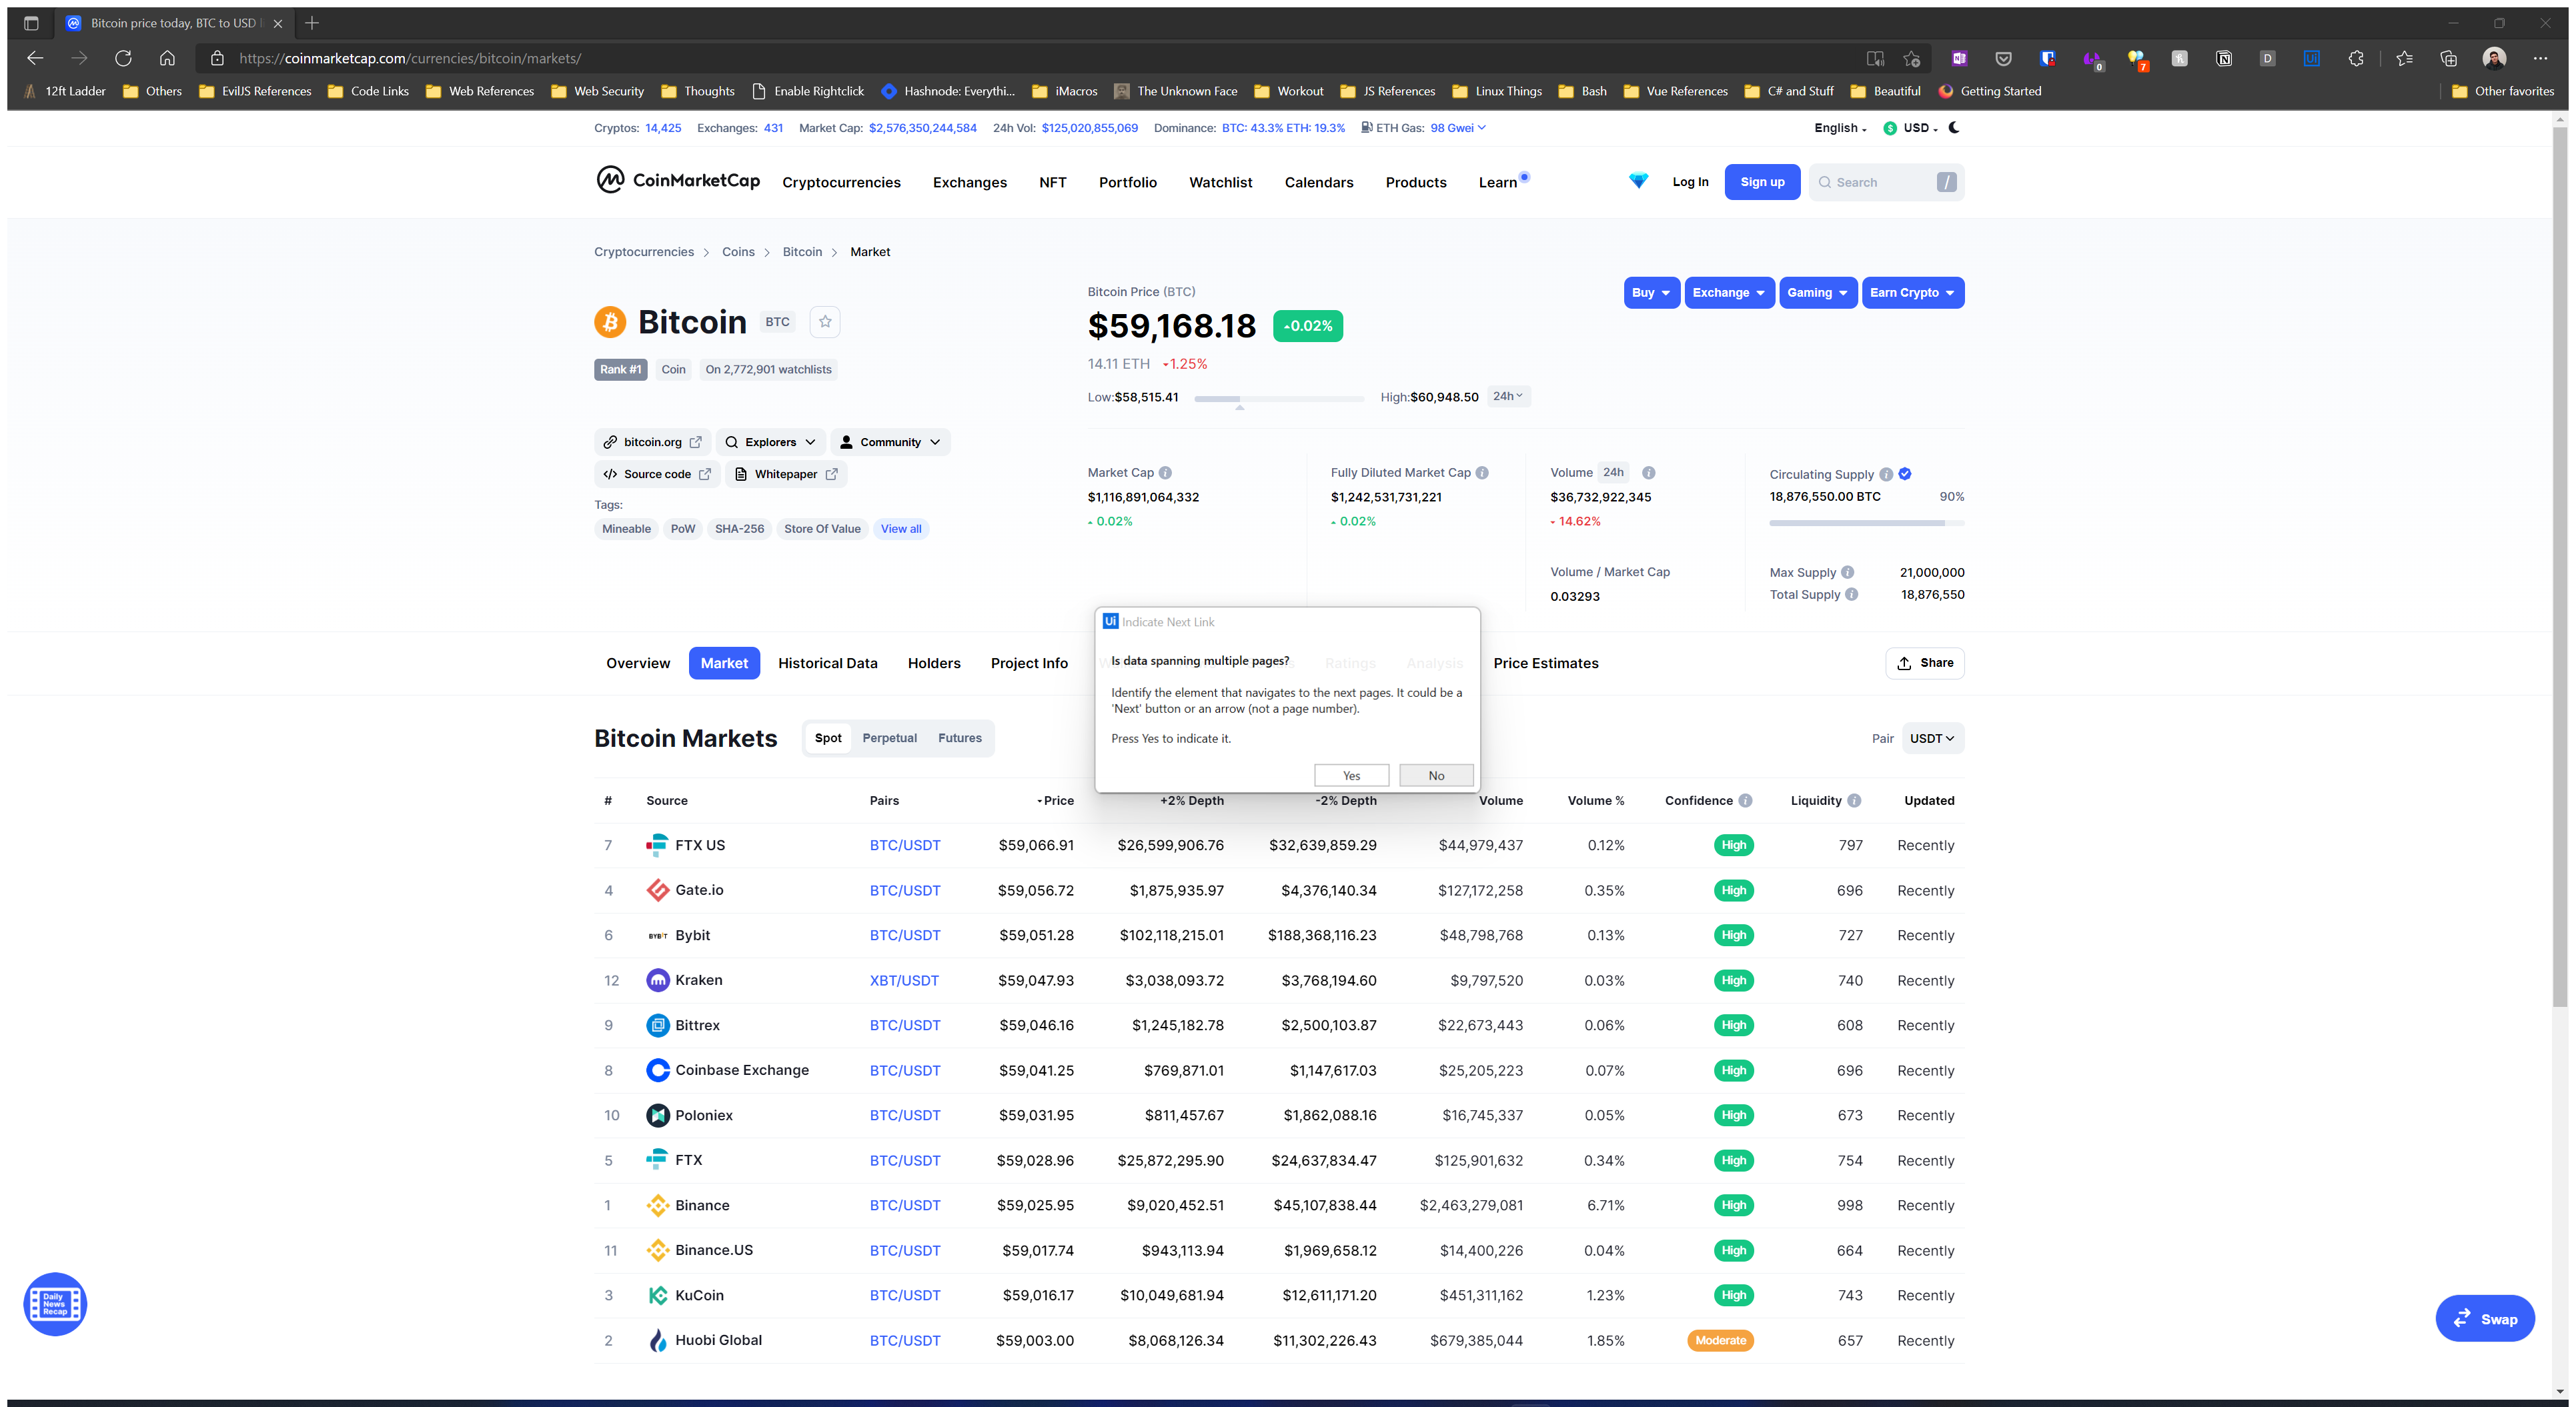 Bitcoin price today, BTC to USD
https://coinmarketcap.com/currencies/bitcoin/markets/
0 7 D Ui
12ft Ladder Others EvilJS References Code Links Web References Web Security Thoughts Enable Rightclick Hashnode: Everythi... iMacros The Unknown Face Workout JS References Linux Things Bash Vue References C# and Stuff Beautiful Getting Started Other favorites
Cryptos: 14,425 Exchanges: 431 Market Cap: $2,576,350,244,584 24h Vol: $125,020,855,069 Dominance: BTC: 43.3% ETH: 19.3% ETH Gas: 98 Gwei English USD
CoinMarketCap Cryptocurrencies Exchanges NFT Portfolio Watchlist Calendars Products Learn Log In Sign up Search /
Cryptocurrencies > Coins > Bitcoin > Market
Bitcoin Price (BTC)
Buy Exchange Gaming Earn Crypto
Bitcoin BTC
$59,168.18 0.02%
14.11 ETH 1.25%
Rank #1 Coin On 2,772,901 watchlists
Low:$58,515.41 High:$60,948.50 24h
bitcoin.org Explorers Community
Source code Whitepaper
Tags:
Mineable PoW SHA-256 Store Of Value View all
Market Cap Fully Diluted Market Cap Volume 24h Circulating Supply
$1,116,891,064,332 $1,242,531,731,221 $36,732,922,345 18,876,550.00 BTC 90%
0.02% 0.02% 14.62%
Volume / Market Cap Max Supply 21,000,000
0.03293 Total Supply 18,876,550
Ui Indicate Next Link
Is data spanning multiple pages?
Identify the element that navigates to the next pages. It could be a
'Next' button or an arrow (not a page number).
Press Yes to indicate it.
Yes No
Overview Market Historical Data Holders Project Info Ratings Analysis Price Estimates Share
Bitcoin Markets Spot Perpetual Futures Pair USDT
# Source Pairs Price +2% Depth -2% Depth Volume Volume % Confidence Liquidity Updated
7 FTX US BTC/USDT $59,066.91 $26,599,906.76 $32,639,859.29 $44,979,437 0.12% High 797 Recently
4 Gate.io BTC/USDT $59,056.72 $1,875,935.97 $4,376,140.34 $127,172,258 0.35% High 696 Recently
6 BYBIT Bybit BTC/USDT $59,051.28 $102,118,215.01 $188,368,116.23 $48,798,768 0.13% High 727 Recently
12 Kraken XBT/USDT $59,047.93 $3,038,093.72 $3,768,194.60 $9,797,520 0.03% High 740 Recently
9 Bittrex BTC/USDT $59,046.16 $1,245,182.78 $2,500,103.87 $22,673,443 0.06% High 608 Recently
8 Coinbase Exchange BTC/USDT $59,041.25 $769,871.01 $1,147,617.03 $25,205,223 0.07% High 696 Recently
10 Poloniex BTC/USDT $59,031.95 $811,457.67 $1,862,088.16 $16,745,337 0.05% High 673 Recently
5 FTX BTC/USDT $59,028.96 $25,872,295.90 $24,637,834.47 $125,901,632 0.34% High 754 Recently
1 Binance BTC/USDT $59,025.95 $9,020,452.51 $45,107,838.44 $2,463,279,081 6.71% High 998 Recently
11 Binance.US BTC/USDT $59,017.74 $943,113.94 $1,969,658.12 $14,400,226 0.04% High 664 Recently
3 KuCoin BTC/USDT $59,016.17 $10,049,681.94 $12,611,171.20 $451,311,162 1.23% High 743 Recently
2 Huobi Global BTC/USDT $59,003.00 $8,068,126.34 $11,302,226.43 $679,385,044 1.85% Moderate 657 Recently
Daily
News
Recap
Swap